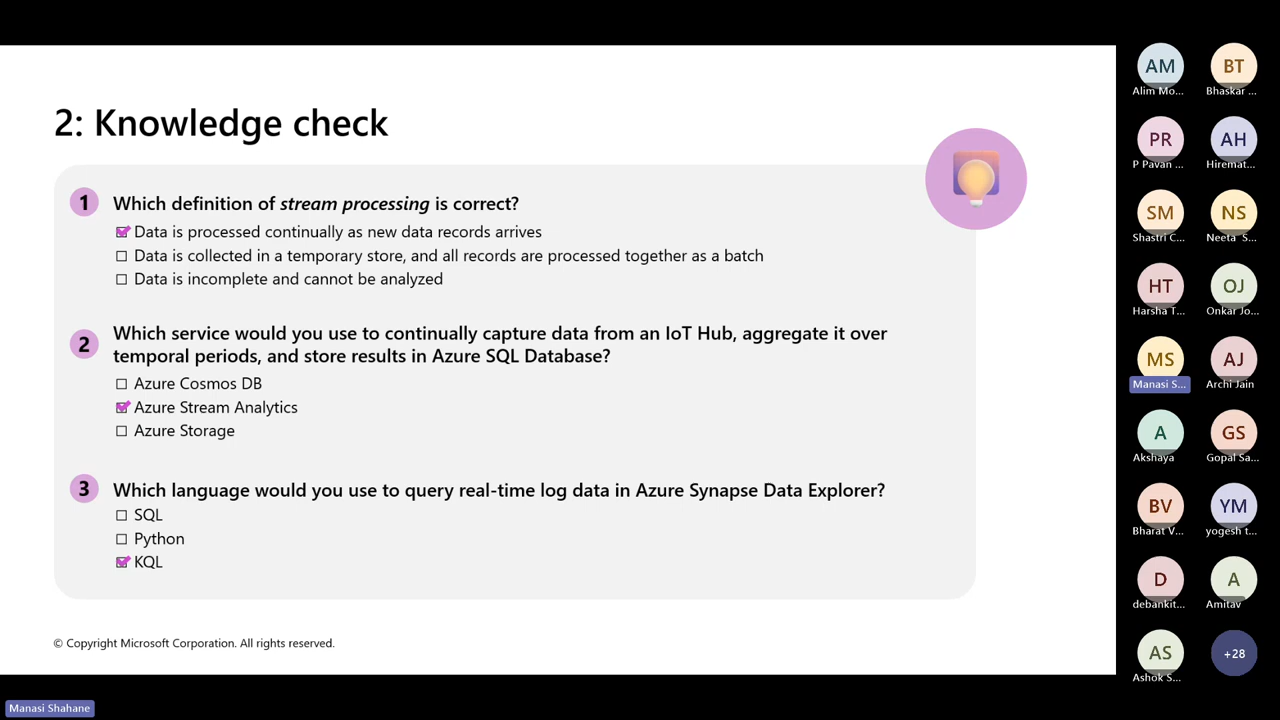 2: Knowledge check
1 Which definition of stream processing is correct?
Data is processed continually as new data records arrives
Data is collected in a temporary store, and all records are processed together as a batch
Data is incomplete and cannot be analyzed
2 Which service would you use to continually capture data from an IoT Hub, aggregate it over
temporal periods, and store results in Azure SQL Database?
Azure Cosmos DB
Azure Stream Analytics
Azure Storage
3 Which language would you use to query real-time log data in Azure Synapse Data Explorer?
SQL
Python
KQL
© Copyright Microsoft Corporation. All rights reserved.
AM BT
Alim Mo... Bhaskar ...
PR AH
P Pavan ... Hiremat...
SM NS
Shastri C... Neeta S...
HT OJ
Harsha T... Onkar Jo...
MS AJ
Manasi S... Archi Jain
A GS
Akshaya Gopal Sa...
BV YM
Bharat V... yogesh t...
D A
debankit... Amitav
AS +28
Ashok S...
Manasi Shahane